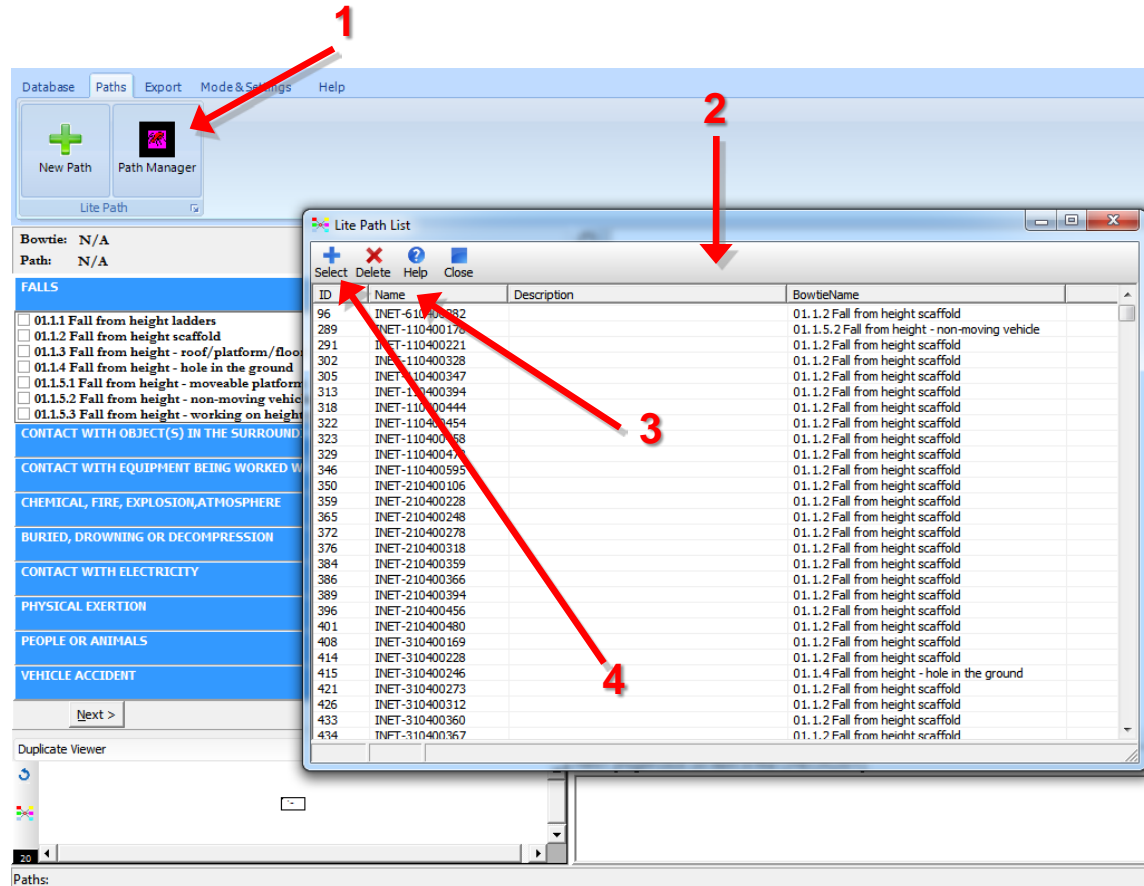 1
Database Paths Export Mode & Settings Help
2
New Path Path Manager
Lite Path
Lite Path List
Bowtie: N/A
Path: N/A
Select Delete Help Close
FALLS
01.1.1 Fall from height ladders
01.1.2 Fall from height scaffold
01.1.3 Fall from height - roof/platform/floo
01.1.4 Fall from height - hole in the ground
01.1.5.1 Fall from height - moveable platform
01.1.5.2 Fall from height - non-moving vehic
01.1.5.3 Fall from height - working on height
CONTACT WITH OBJECT(S) IN THE SURROUND
CONTACT WITH EQUIPMENT BEING WORKED W
CHEMICAL, FIRE, EXPLOSION,ATMOSPHERE
BURIED, DROWNING OR DECOMPRESSION
CONTACT WITH ELECTRICITY
PHYSICAL EXERTION
PEOPLE OR ANIMALS
VEHICLE ACCIDENT
Next >
ID Name Description BowtieName
96 01.1.2 Fall from height scaffold
289 01.1.5.2 Fall from height - non-moving vehicle
291 INET-110400221 01.1.2 Fall from height scaffold
302 INET-110400328 01.1.2 Fall from height scaffold
305 INET-110400347 01.1.2 Fall from height scaffold
313 INET-110400394 01.1.2 Fall from height scaffold
318 INET-110400444 01.1.2 Fall from height scaffold
322 INET-110400454 01.1.2 Fall from height scaffold
323 01.1.2 Fall from height scaffold
329 01.1.2 Fall from height scaffold
346 INET-110400595 01.1.2 Fall from height scaffold
350 INET-210400106 01.1.2 Fall from height scaffold
359 INET-210400228 01.1.2 Fall from height scaffold
365 INET-210400248 01.1.2 Fall from height scaffold
372 INET-210400278 01.1.2 Fall from height scaffold
376 INET-210400318 01.1.2 Fall from height scaffold
384 INET-210400359 01.1.2 Fall from height scaffold
386 INET-210400366 01.1.2 Fall from height scaffold
389 INET-210400394 01.1.2 Fall from height scaffold
396 INET-210400456 01.1.2 Fall from height scaffold
401 INET-210400480 01.1.2 Fall from height scaffold
408 INET-310400169 01.1.2 Fall from height scaffold
414 INET-310400228 01.1.2 Fall from height scaffold
415 INET-310400246 01.1.4 Fall from height - hole in the ground
421 INET-310400273 01.1.2 Fall from height scaffold
426 INET-310400312 01.1.2 Fall from height scaffold
433 INET-310400360 01.1.2 Fall from height scaffold
434 INET-310400367 01.1.2 Fall from height scaffold
3
4
Duplicate Viewer
20
Paths: